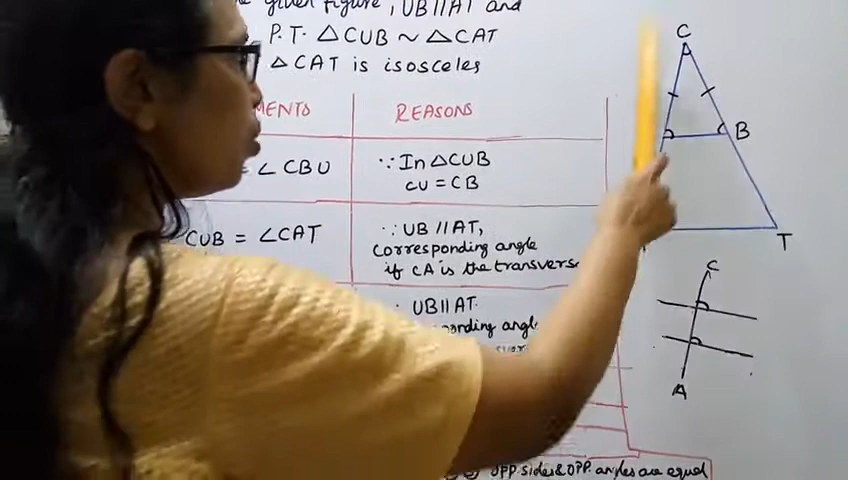 given figure, UB || AT and
P.T. △CUB ~ △CAT
△CAT is isosceles
MENTS REASONS
= ∠CBU ∵ In △CUB
CU = CB
CUB = ∠CAT ∵ UB // AT,
corresponding angle
if CA is the transvers
UB || AT
onding angle
opp. sides & opp. angles are equal
C
B
T
C
A